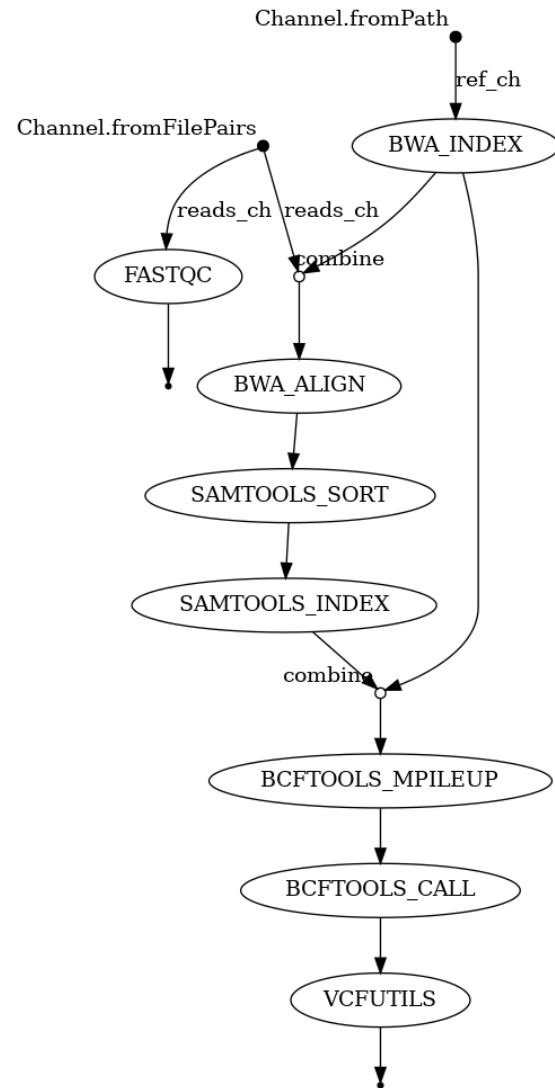 Channel.fromPath
ref_ch
Channel.fromFilePairs
BWA_INDEX
reads_ch
reads_ch
combine
FASTQC
BWA_ALIGN
SAMTOOLS_SORT
SAMTOOLS_INDEX
combine
BCFTOOLS_MPILEUP
BCFTOOLS_CALL
VCFUTILS